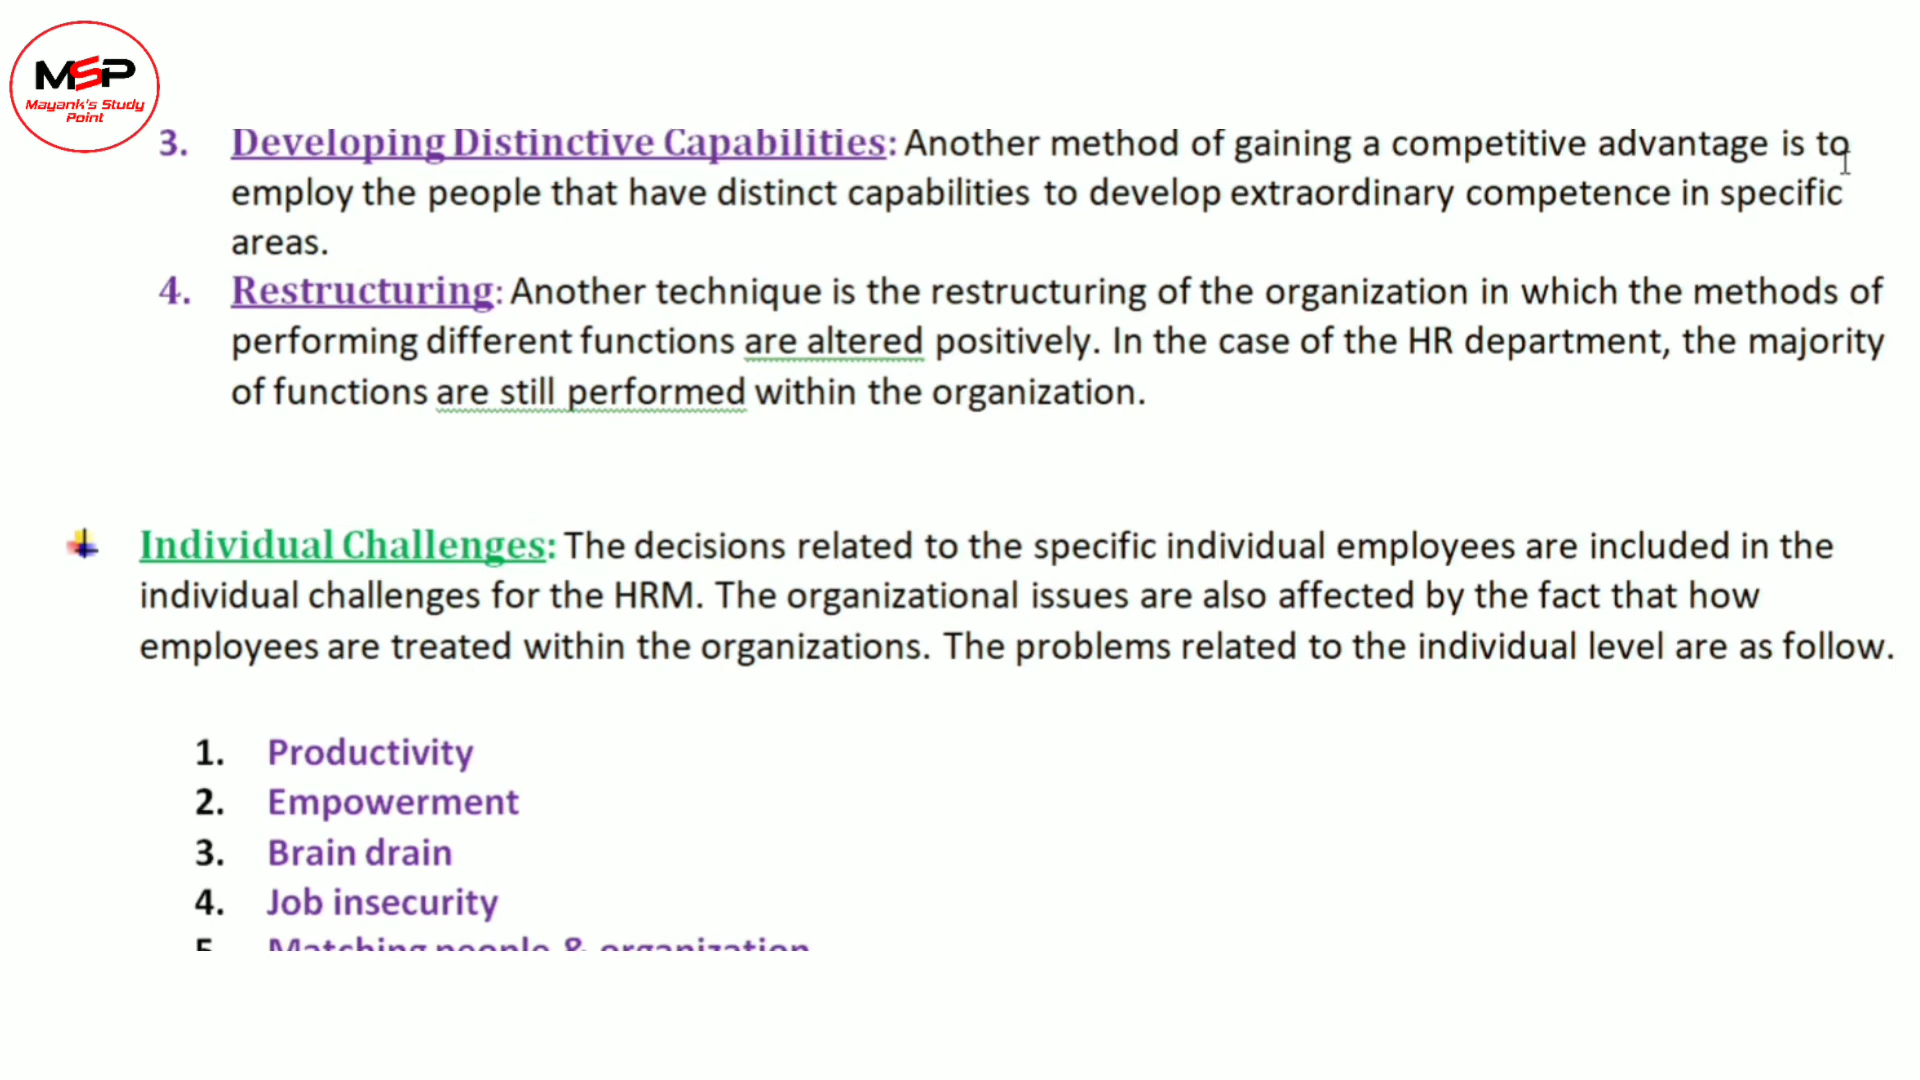 MSP
Mayank's Study
Point
3. Developing Distinctive Capabilities: Another method of gaining a competitive advantage is to
employ the people that have distinct capabilities to develop extraordinary competence in specific
areas.
4. Restructuring: Another technique is the restructuring of the organization in which the methods of
performing different functions are altered positively. In the case of the HR department, the majority
of functions are still performed within the organization.
Individual Challenges: The decisions related to the specific individual employees are included in the
individual challenges for the HRM. The organizational issues are also affected by the fact that how
employees are treated within the organizations. The problems related to the individual level are as follow.
1. Productivity
2. Empowerment
3. Brain drain
4. Job insecurity
5 Matching people & organization